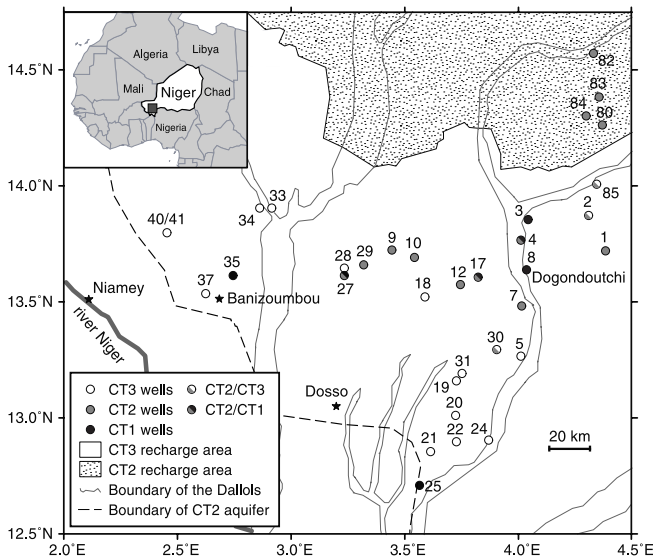 14.5˚N
14.0˚N
13.5˚N
13.0˚N
12.5˚N
2.0˚E 2.5˚E 3.0˚E 3.5˚E 4.0˚E 4.5˚E
Algeria
Libya
Mali
Niger
Chad
Nigeria
82
83
84 80
85
33
34
40/41
3
2
1
4
35
28 29 9 10
27
17
12
8
Dogondoutchi
37
Banizoumbou
18
7
Niamey
river Niger
30 5
31
19
Dosso
20
21 22 24
25
20 km
CT3 wells CT2/CT3
CT2 wells CT2/CT1
CT1 wells
CT3 recharge area
CT2 recharge area
Boundary of the Dallols
Boundary of CT2 aquifer